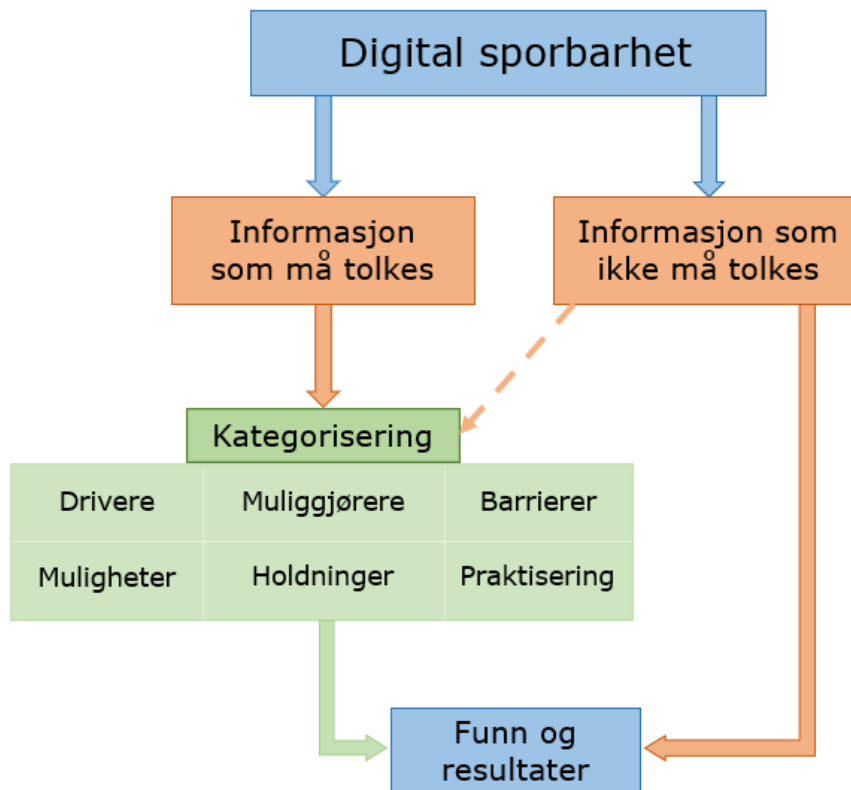 Digital sporbarhet
Informasjon
som må tolkes
Informasjon som
ikke må tolkes
Kategorisering
Drivere
Muliggjørere
Barrierer
Muligheter
Holdninger
Praktisering
Funn og
resultater